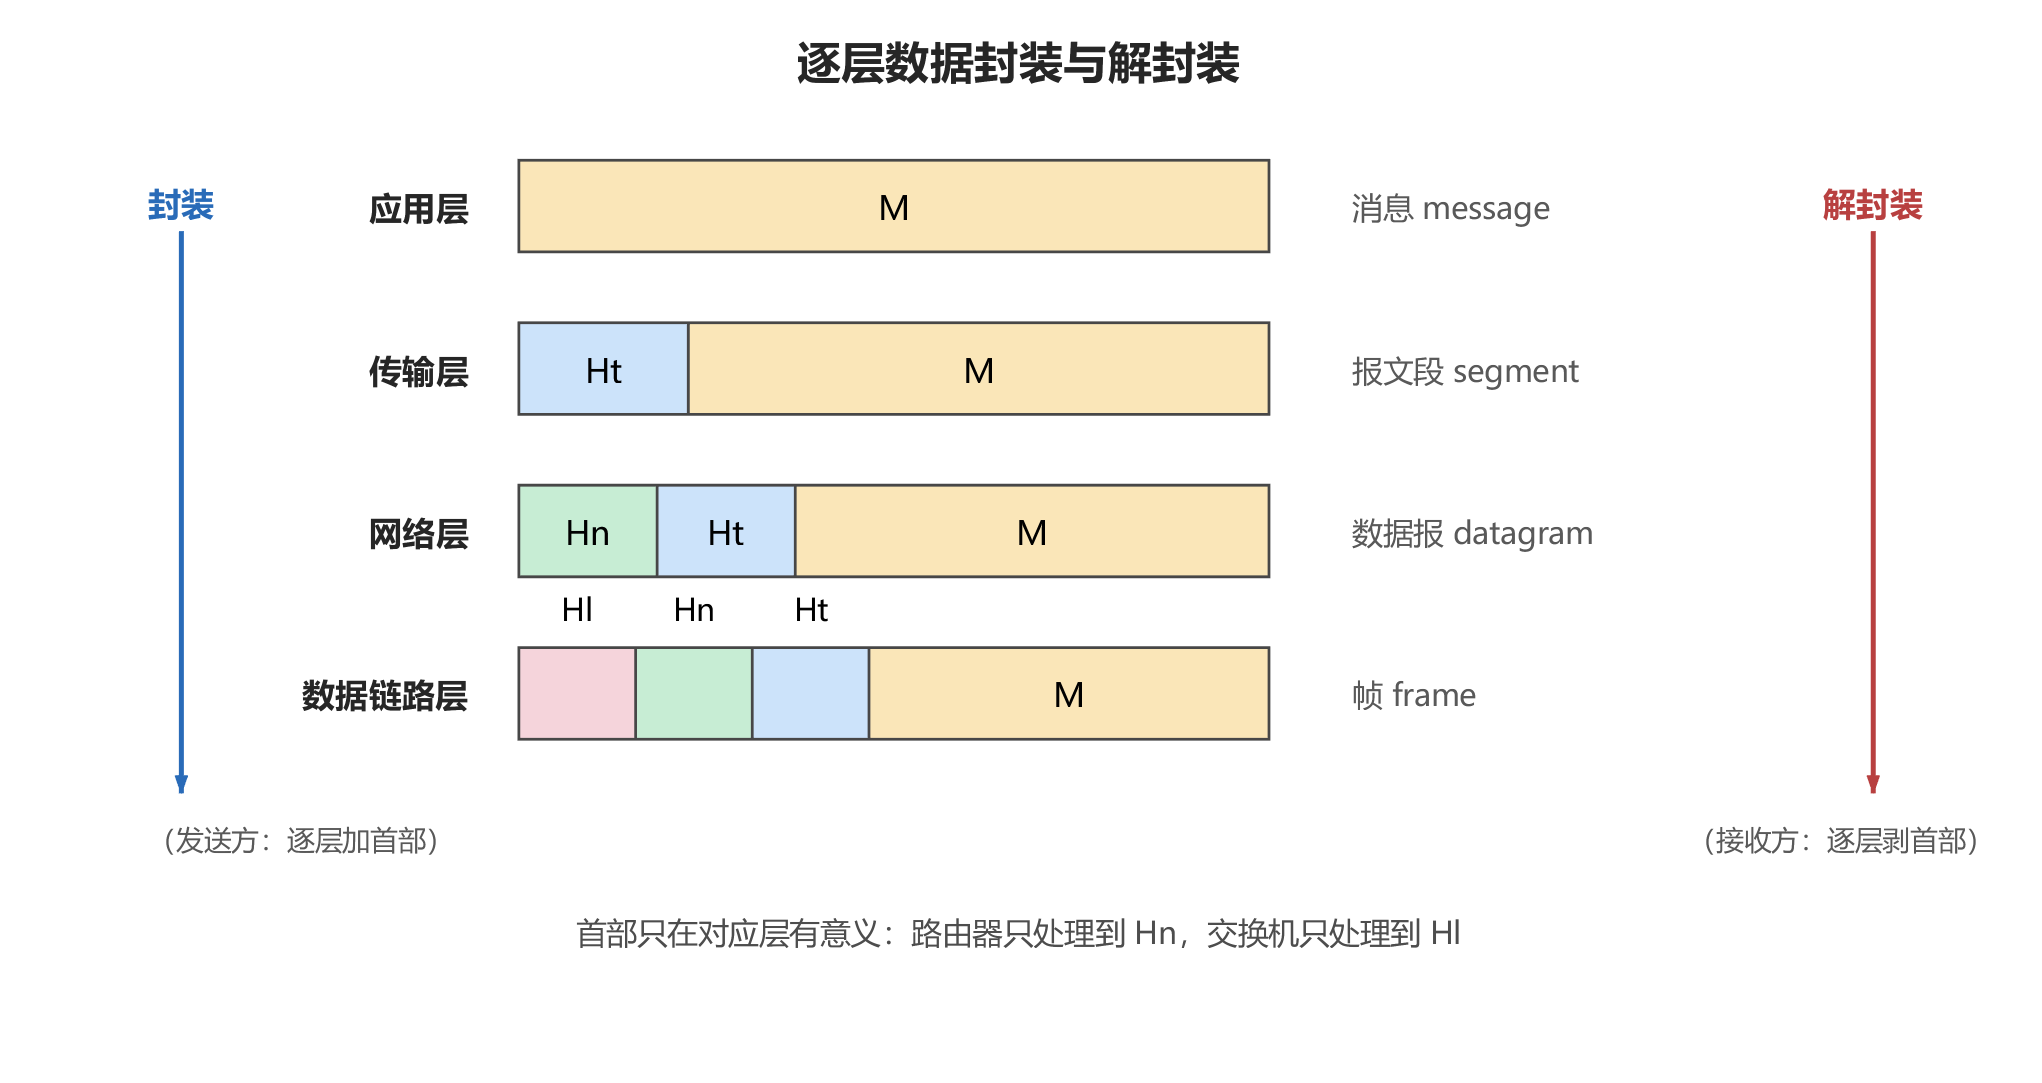 逐层数据封装与解封装
封装
应用层
M
消息 message
解封装
传输层
Ht
M
报文段 segment
网络层
Hn
Ht
M
数据报 datagram
Hl
Hn
Ht
数据链路层
M
帧 frame
（发送方：逐层加首部）
（接收方：逐层剥首部）
首部只在对应层有意义：路由器只处理到 Hn，交换机只处理到 Hl